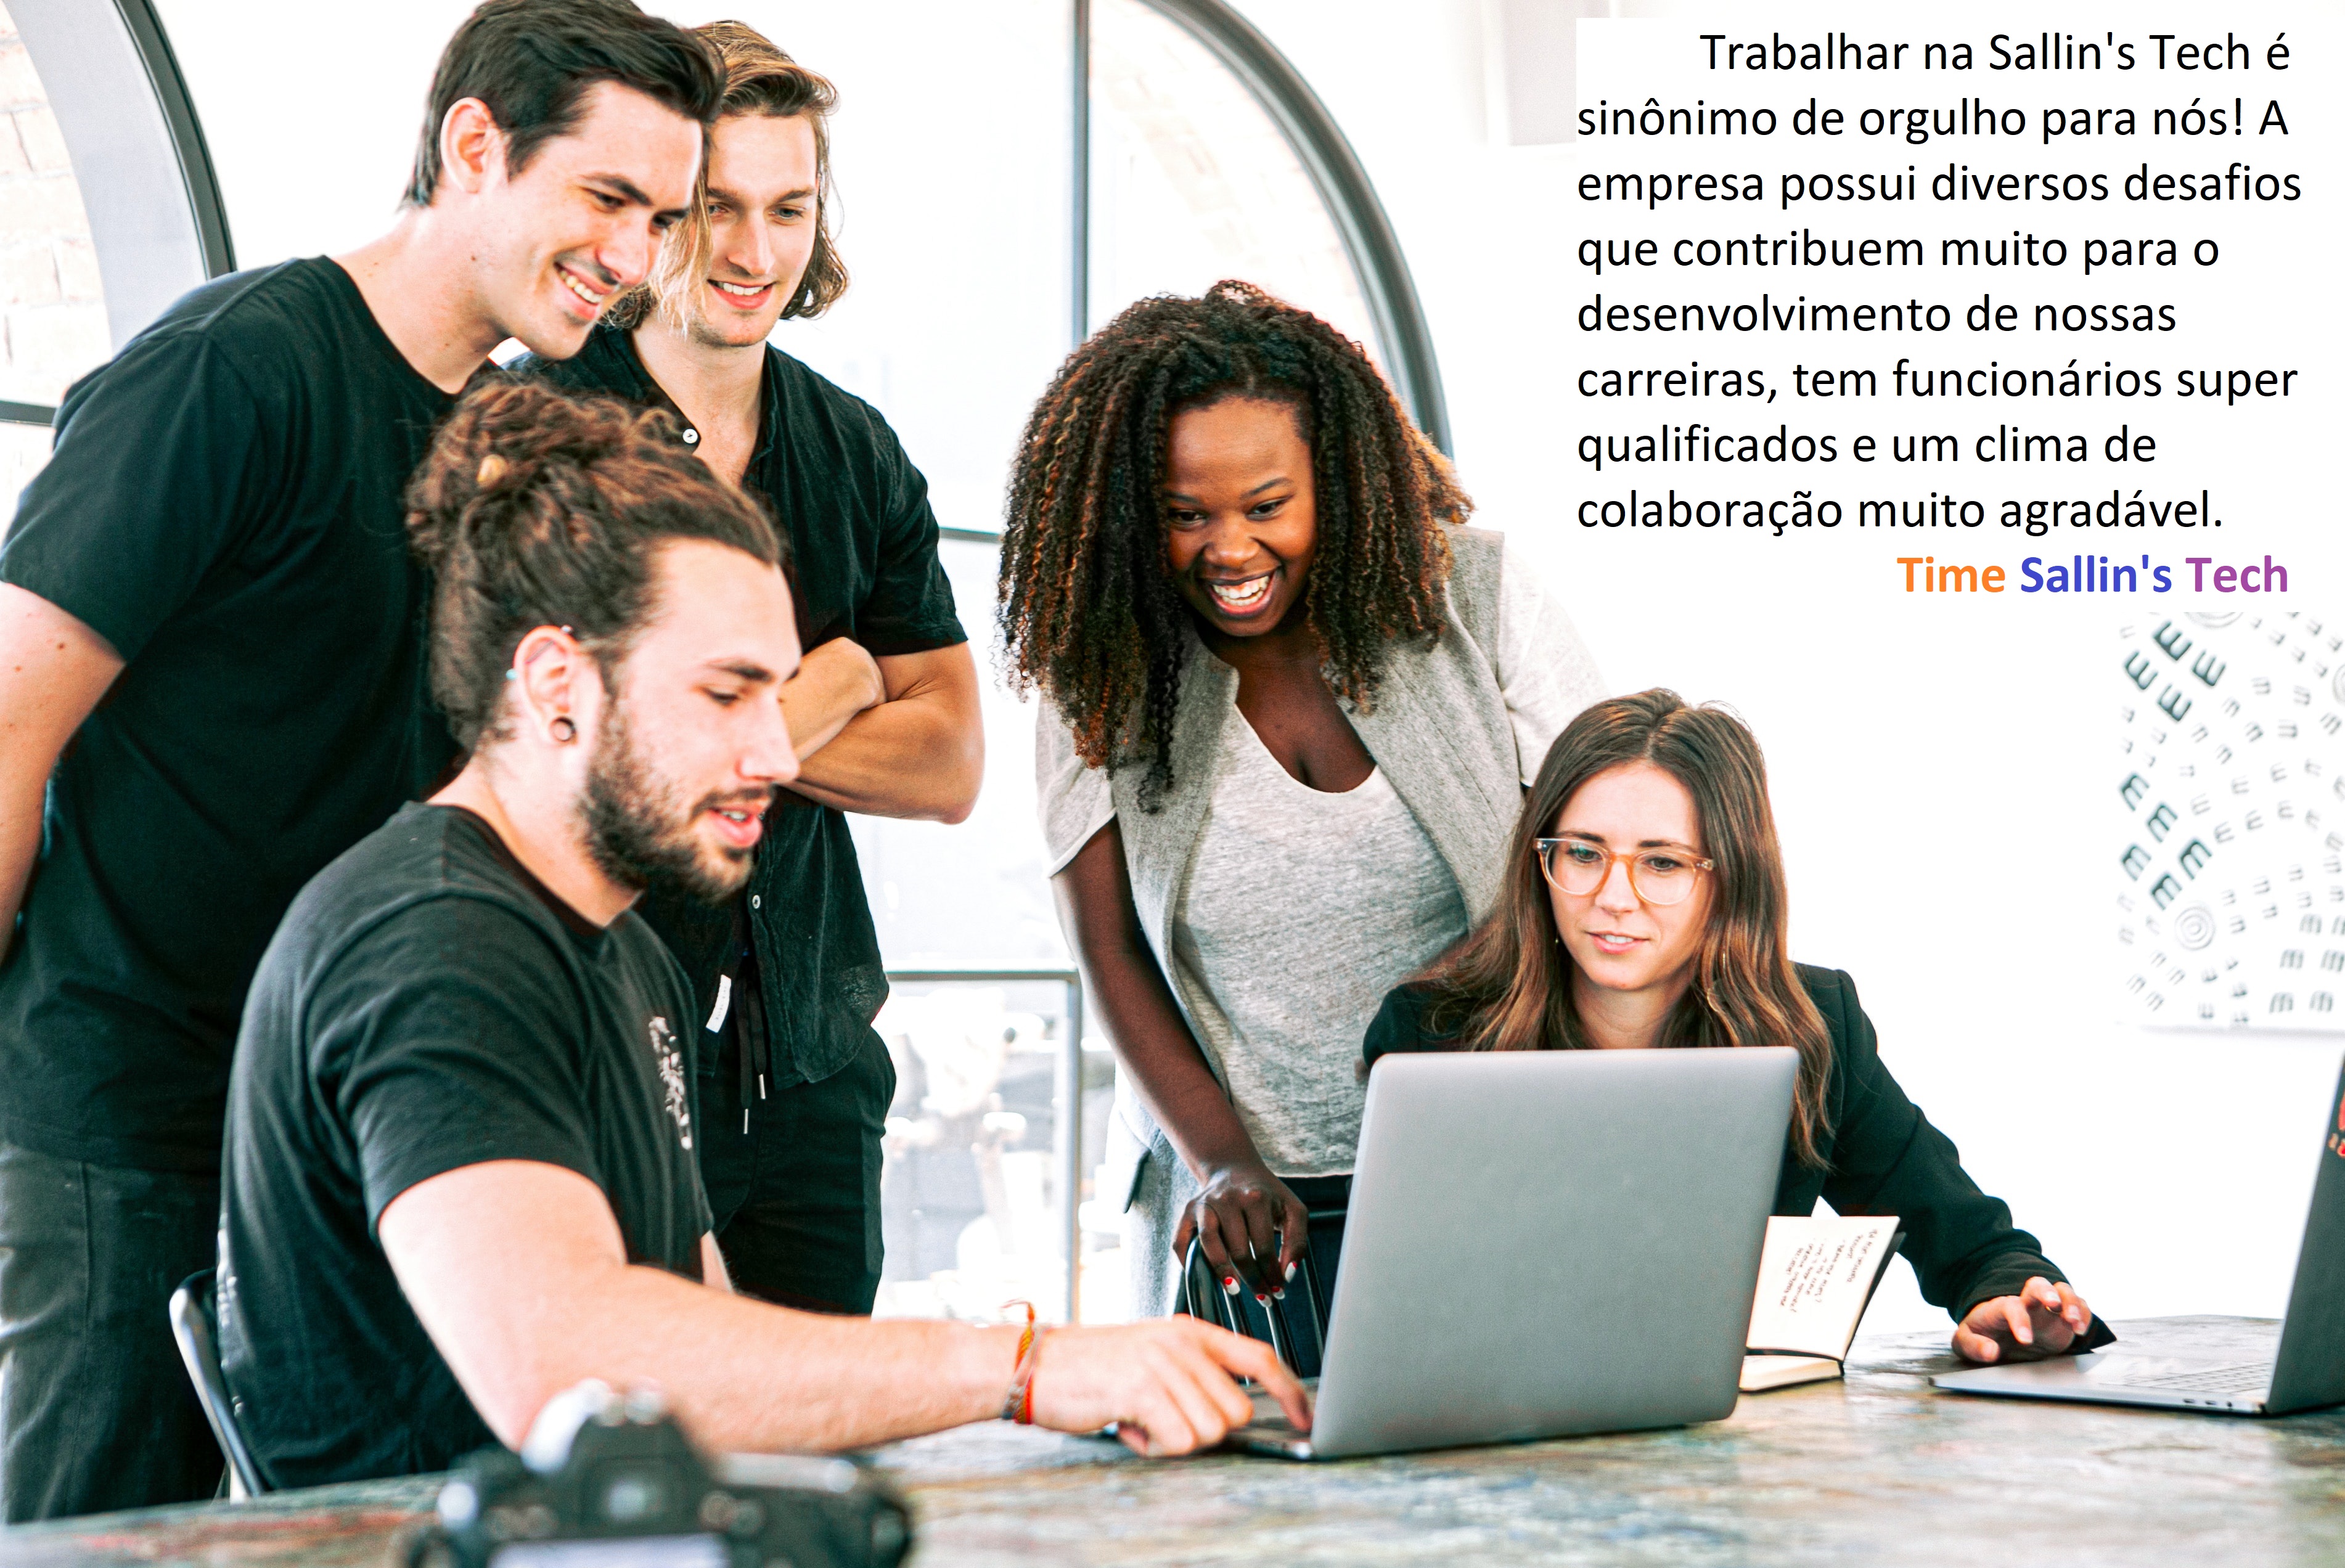 Trabalhar na Sallin's Tech é
sinônimo de orgulho para nós! A
empresa possui diversos desafios
que contribuem muito para o
desenvolvimento de nossas
carreiras, tem funcionários super
qualificados e um clima de
colaboração muito agradável.
Time Sallin's Tech